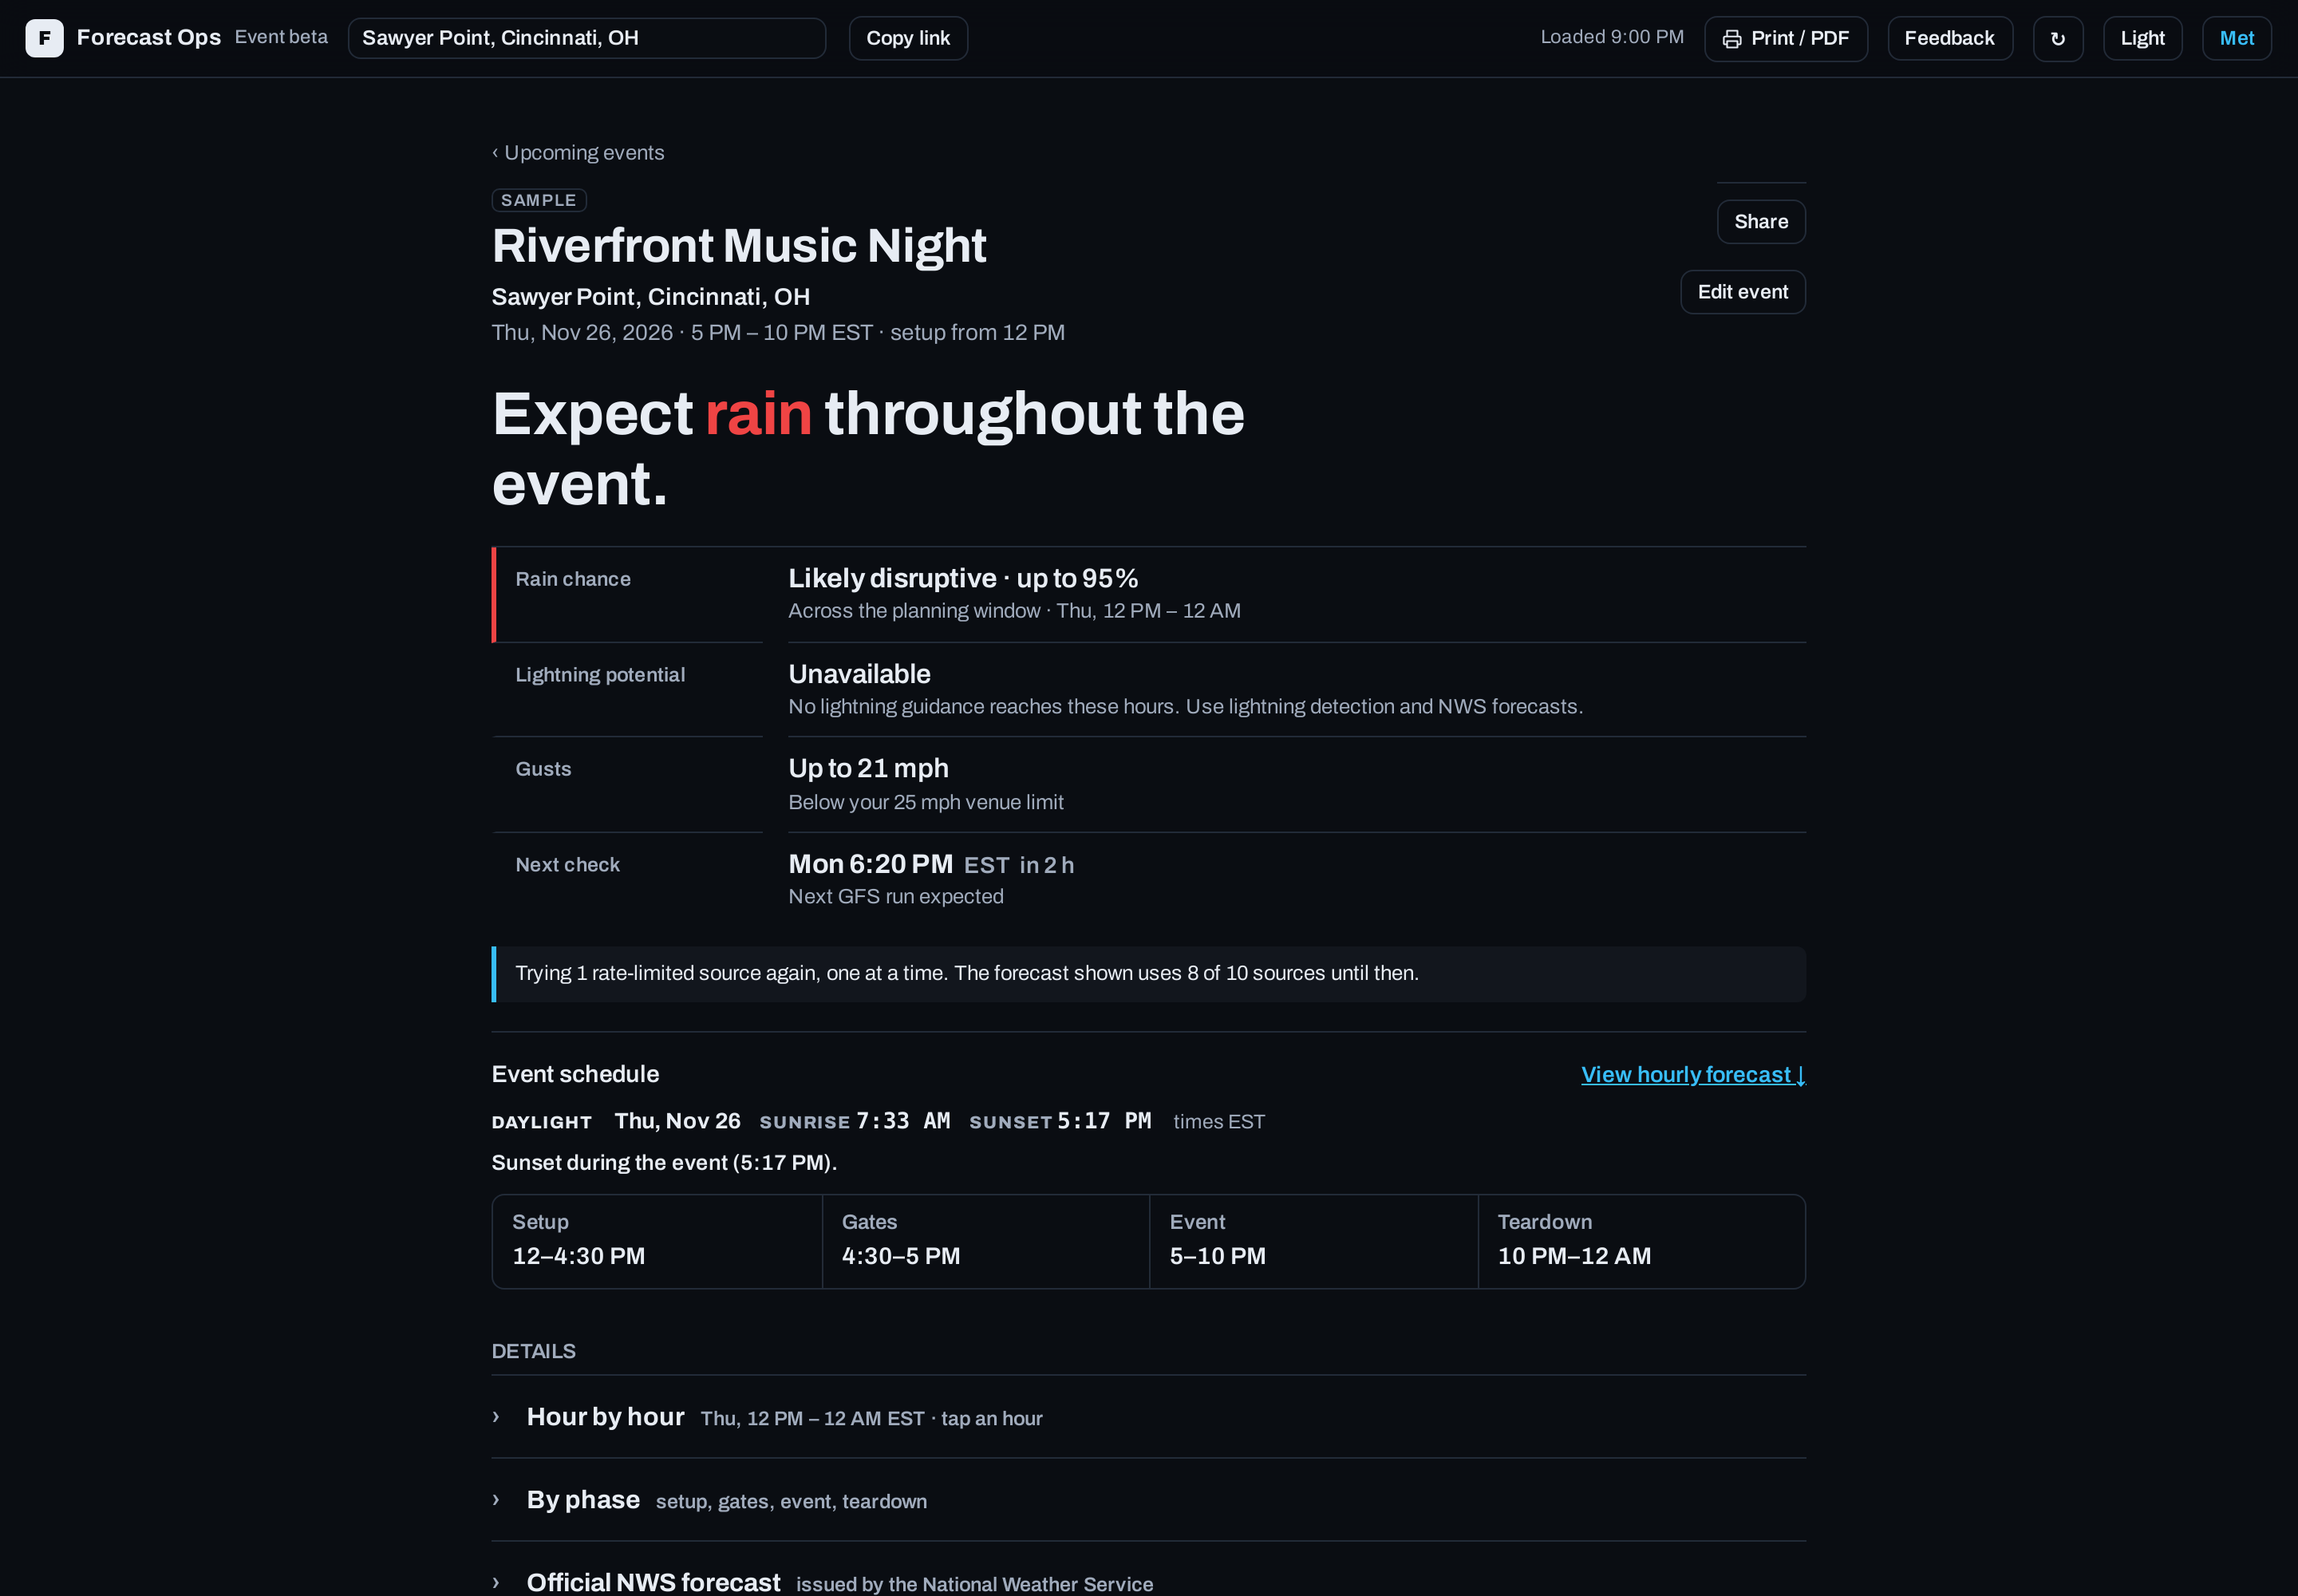 F Forecast Ops Event beta Sawyer Point, Cincinnati, OH Copy link Loaded 9:00 PM Print / PDF Feedback ↻ Light Met
‹ Upcoming events
SAMPLE
Share
Riverfront Music Night
Edit event
Sawyer Point, Cincinnati, OH
Thu, Nov 26, 2026 · 5 PM – 10 PM EST · setup from 12 PM
Expect rain throughout the
event.
Rain chance
Likely disruptive · up to 95%
Across the planning window · Thu, 12 PM – 12 AM
Lightning potential
Unavailable
No lightning guidance reaches these hours. Use lightning detection and NWS forecasts.
Gusts
Up to 21 mph
Below your 25 mph venue limit
Next check
Mon 6:20 PM EST in 2 h
Next GFS run expected
Trying 1 rate-limited source again, one at a time. The forecast shown uses 8 of 10 sources until then.
Event schedule
View hourly forecast ↓
DAYLIGHT Thu, Nov 26 SUNRISE 7:33 AM SUNSET 5:17 PM times EST
Sunset during the event (5:17 PM).
Setup
12–4:30 PM
Gates
4:30–5 PM
Event
5–10 PM
Teardown
10 PM–12 AM
DETAILS
› Hour by hour Thu, 12 PM – 12 AM EST · tap an hour
› By phase setup, gates, event, teardown
› Official NWS forecast issued by the National Weather Service